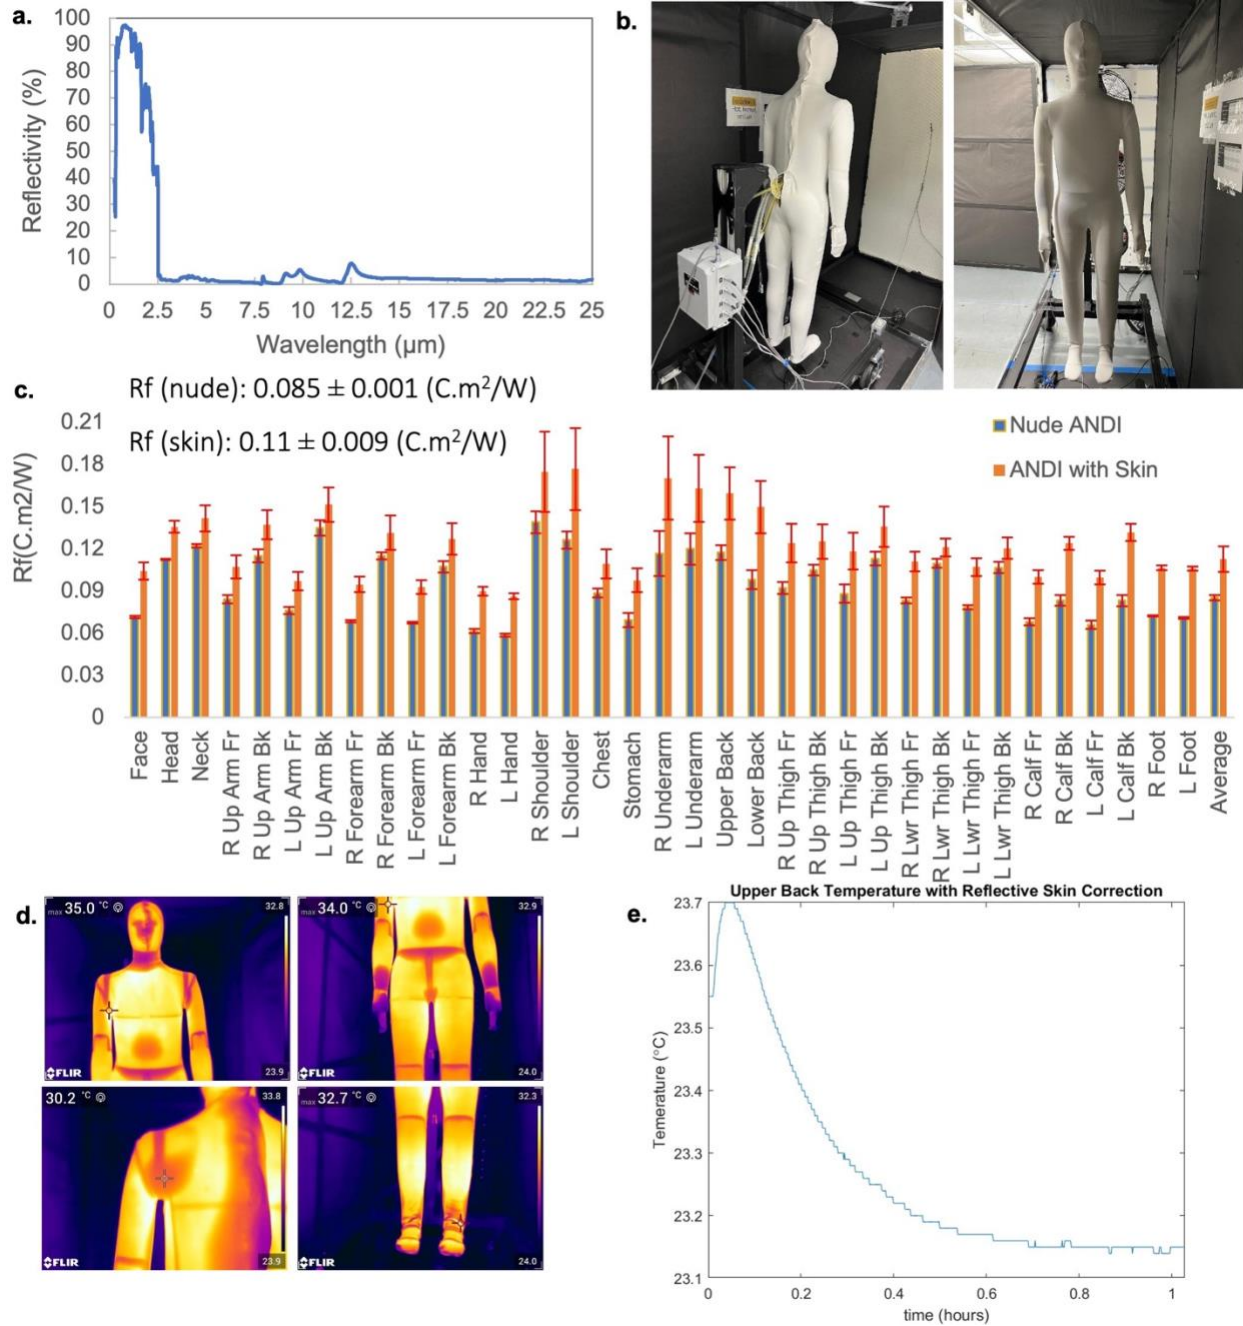 a.
100
90
80
70
60
50
40
30
20
10
0
Reflectivity (%)
0 2.5 5 7.5 10 12.5 15 17.5 20 22.5 25
Wavelength (µm)
b.
c.
Rf (nude): 0.085 ± 0.001 (C.m²/W)
Rf (skin): 0.11 ± 0.009 (C.m²/W)
Nude ANDI
ANDI with Skin
0.21
0.18
0.15
0.12
0.09
0.06
0.03
0
Rf(C.m2/W)
Face
Head
Neck
R Up Arm Fr
R Up Arm Bk
L Up Arm Fr
L Up Arm Bk
R Forearm Fr
R Forearm Bk
L Forearm Fr
L Forearm Bk
R Hand
L Hand
R Shoulder
L Shoulder
Chest
Stomach
R Underarm
L Underarm
Upper Back
Lower Back
R Up Thigh Fr
R Up Thigh Bk
L Up Thigh Fr
L Up Thigh Bk
R Lwr Thigh Fr
R Lwr Thigh Bk
L Lwr Thigh Fr
L Lwr Thigh Bk
R Calf Fr
R Calf Bk
L Calf Fr
L Calf Bk
R Foot
L Foot
Average
d.
max 35.0 °C
32.8
FLIR
23.9
max 34.0 °C
32.9
FLIR
24.0
30.2 °C
33.8
FLIR
23.9
max 32.7 °C
32.3
FLIR
24.0
e.
Upper Back Temperature with Reflective Skin Correction
23.7
23.6
23.5
23.4
23.3
23.2
23.1
Temerature (°C)
0 0.2 0.4 0.6 0.8 1
time (hours)